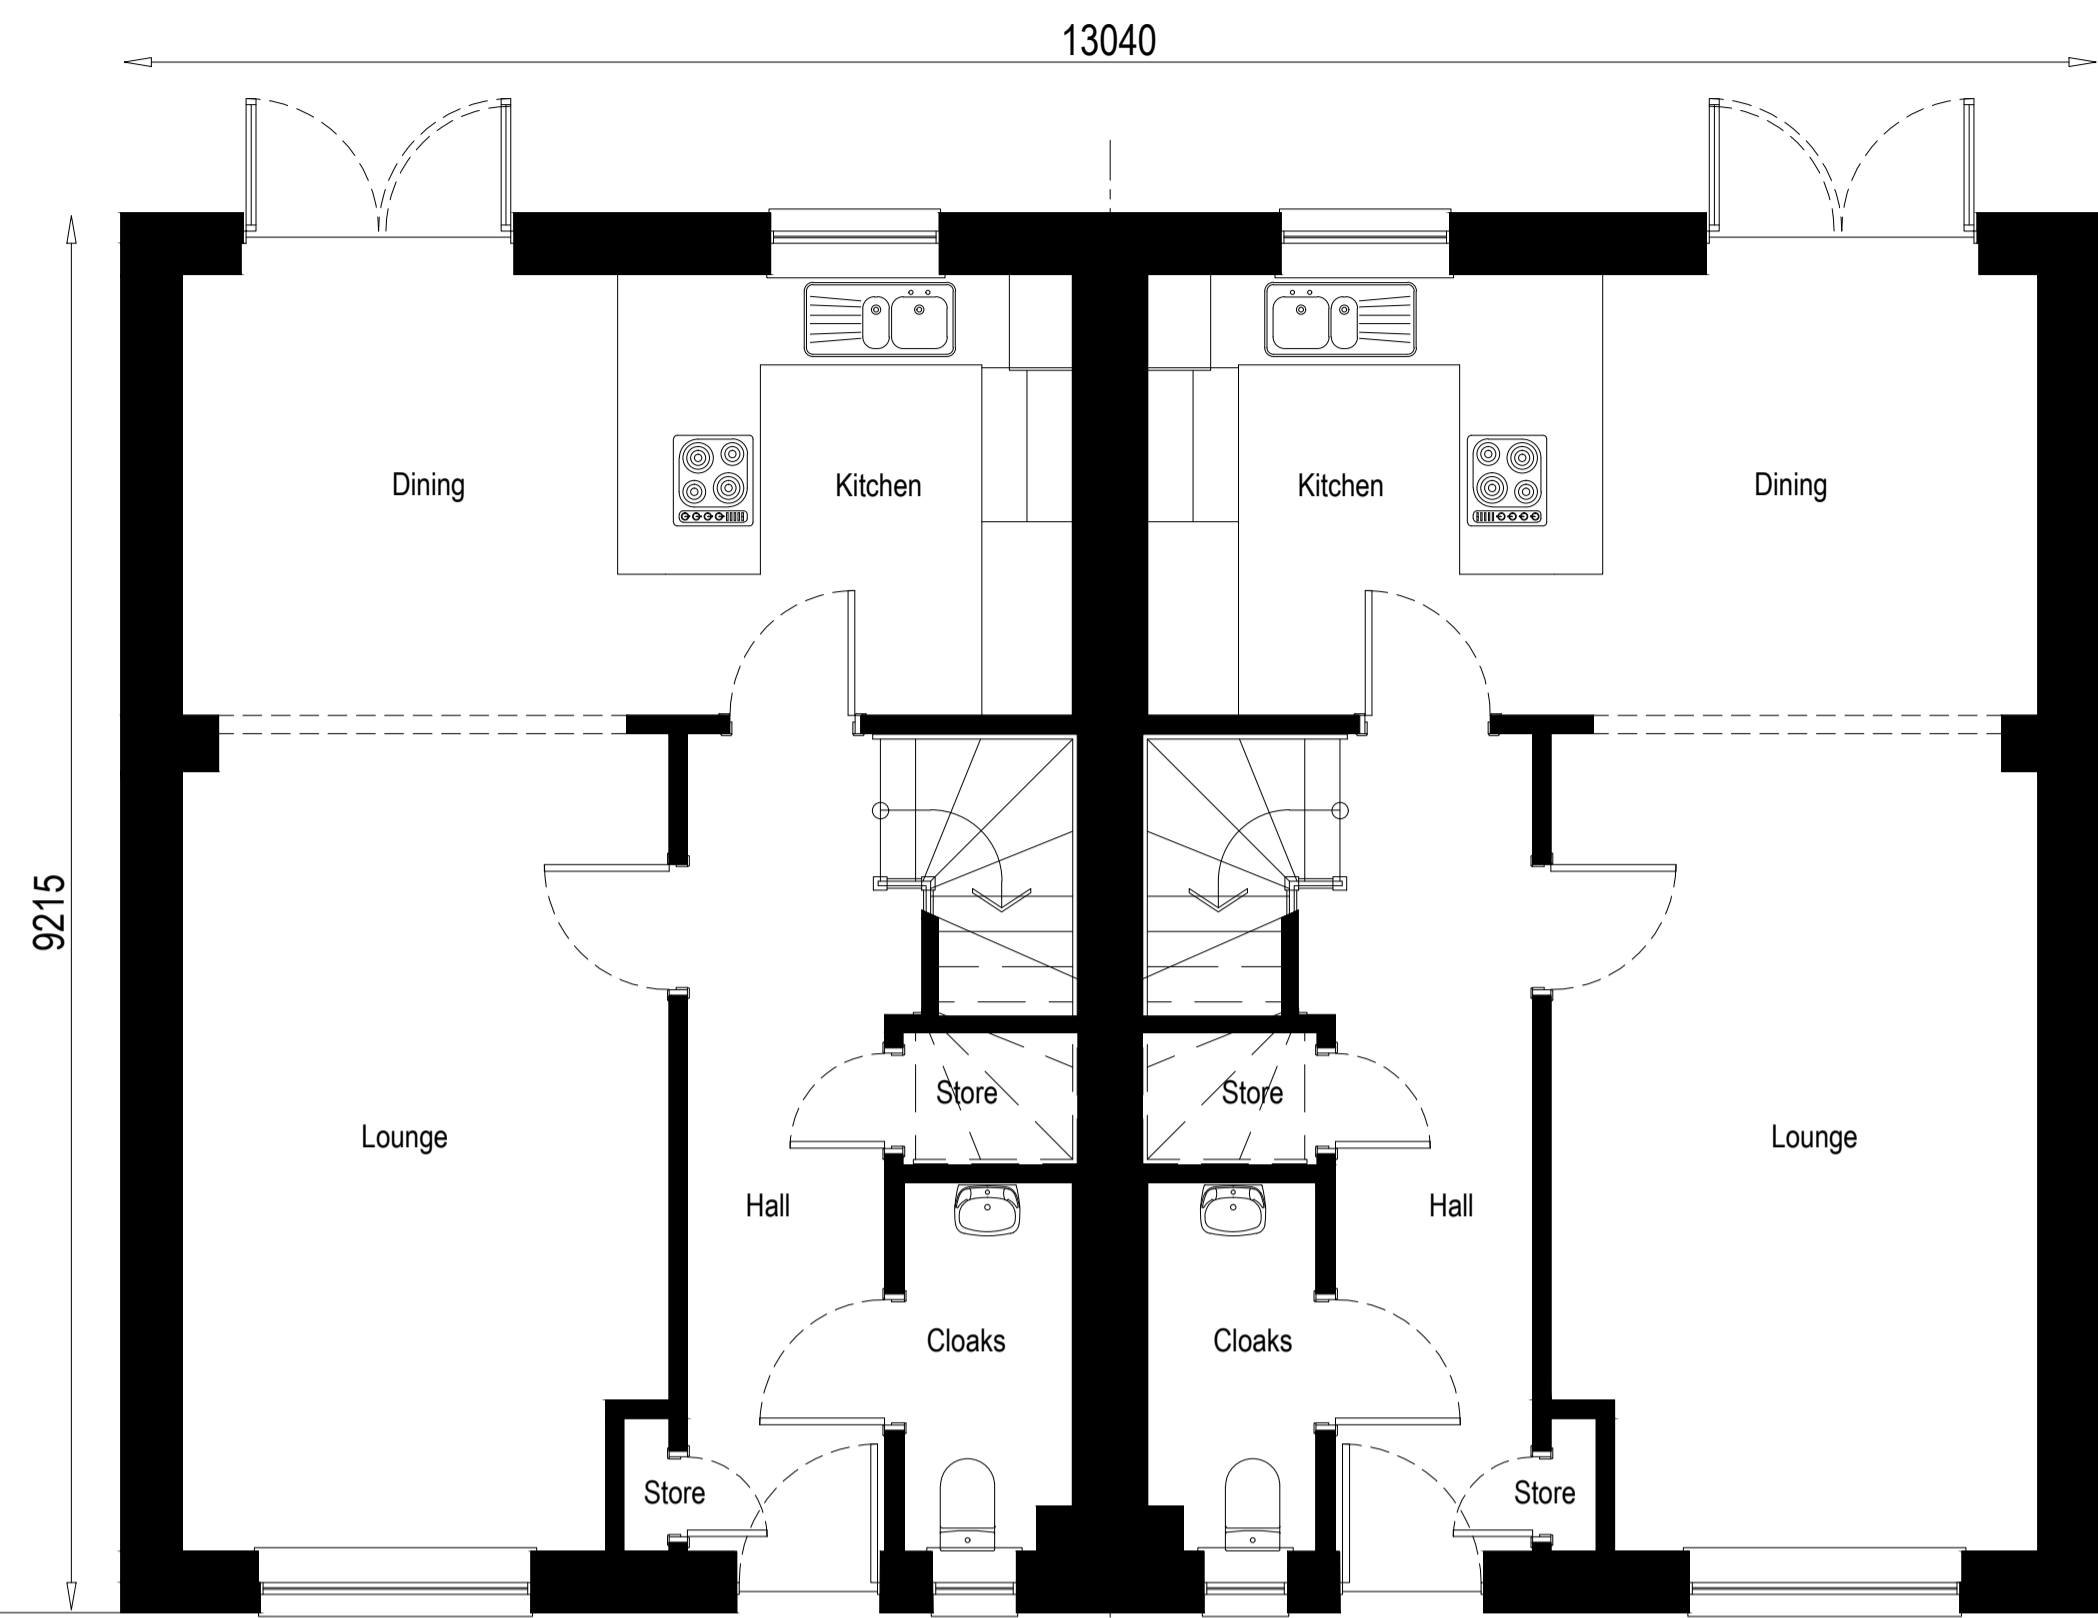 13040
9215
Dining
Kitchen
Kitchen
Dining
Store
Store
Lounge
Lounge
Hall
Hall
Cloaks
Cloaks
Store
Store